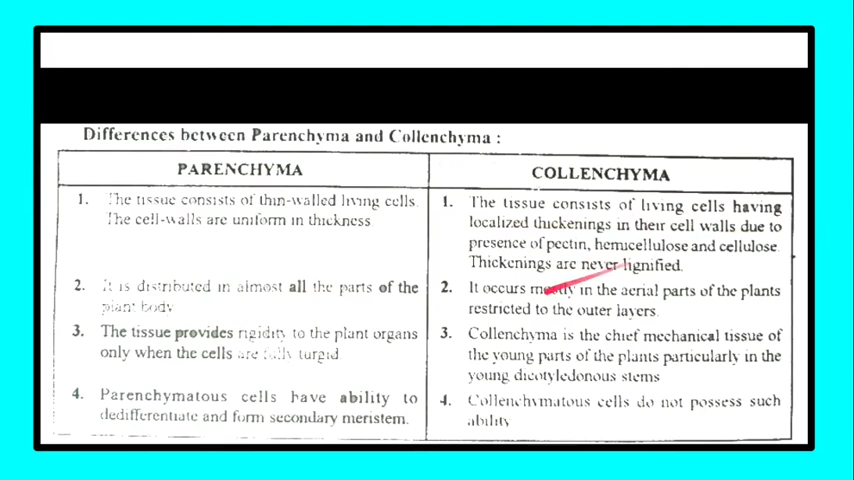 Differences between Parenchyma and Collenchyma :
PARENCHYMA
1. The tissue consists of thin-walled living cells.
The cell-walls are uniform in thickness
2. It is distributed in almost all the parts of the
plant body
3. The tissue provides rigidity to the plant organs
only when the cells are fully turgid
4. Parenchymatous cells have ability to
dedifferentiate and form secondary meristem.
COLLENCHYMA
1. The tissue consists of living cells having
localized thickenings in their cell walls due to
presence of pectin, hemicellulose and cellulose.
Thickenings are never lignified.
2. It occurs mostly in the aerial parts of the plants
restricted to the outer layers.
3. Collenchyma is the chief mechanical tissue of
the young parts of the plants particularly in the
young dicotyledonous stems
4. Collenchymatous cells do not possess such
ability